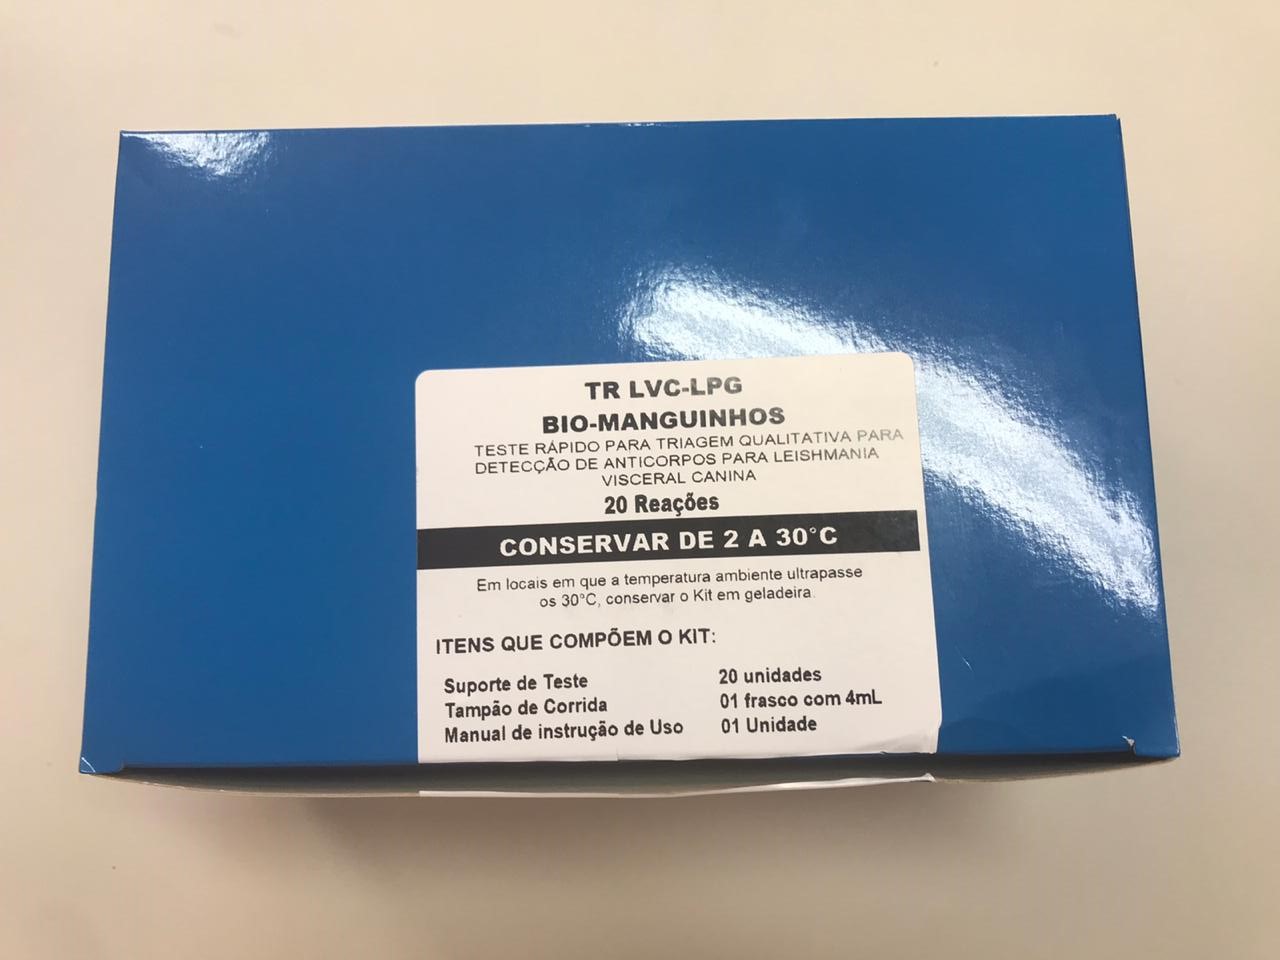 TR LVC-LPG
BIO-MANGUINHOS
TESTE RÁPIDO PARA TRIAGEM QUALITATIVA PARA
DETECÇÃO DE ANTICORPOS PARA LEISHMANIA
VISCERAL CANINA
20 Reações
CONSERVAR DE 2 A 30°C
Em locais em que a temperatura ambiente ultrapasse
os 30°C, conservar o Kit em geladeira.
ITENS QUE COMPÕEM O KIT:
Suporte de Teste 20 unidades
Tampão de Corrida 01 frasco com 4mL
Manual de instrução de Uso 01 Unidade